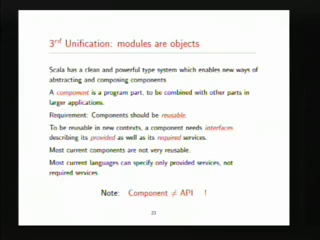 3rd Unification: modules are objects
Scala has a clean and powerful type system which enables new ways of
abstracting and composing components.
A component is a program part, to be combined with other parts in
larger applications.
Requirement: Components should be reusable.
To be reusable in new contexts, a component needs interfaces
describing its provided as well as its required services.
Most current components are not very reusable.
Most current languages can specify only provided services, not
required services.
Note: Component ≠ API !
23